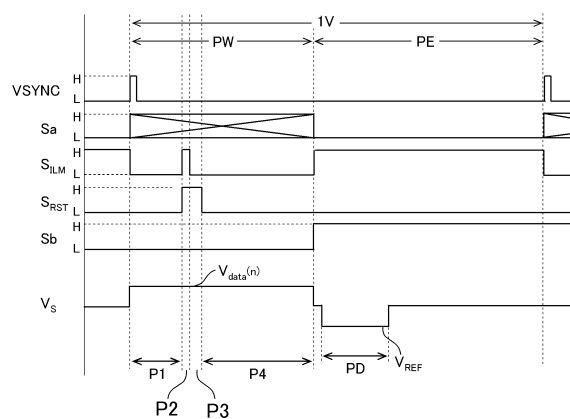 1V
PW PE
VSYNC H L
Sa H L
S_ILM H L
S_RST H L
Sb H L
V_S V_data(n)
V_REF
P1 P4 PD
P2 P3